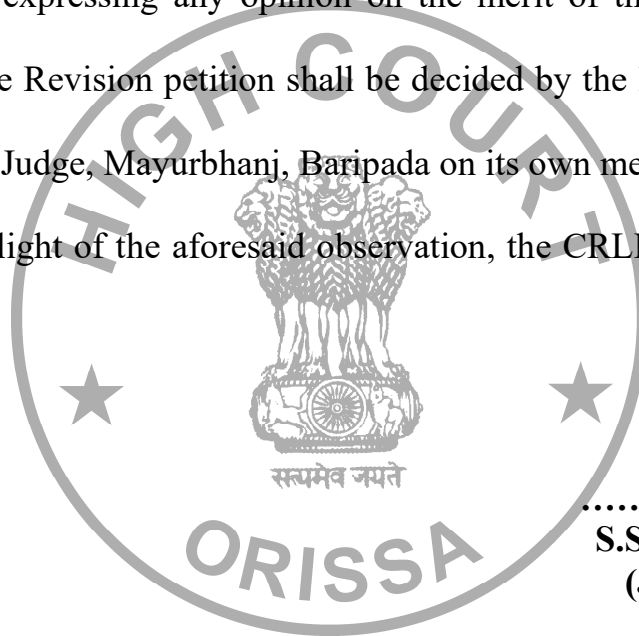 expressing any opinion on the merit of th
e Revision petition shall be decided by the
Judge, Mayurbhanj, Baripada on its own me
light of the aforesaid observation, the CRL
HIGH COURT
सत्यमेव जयते
......
S.S
(
ORISSA